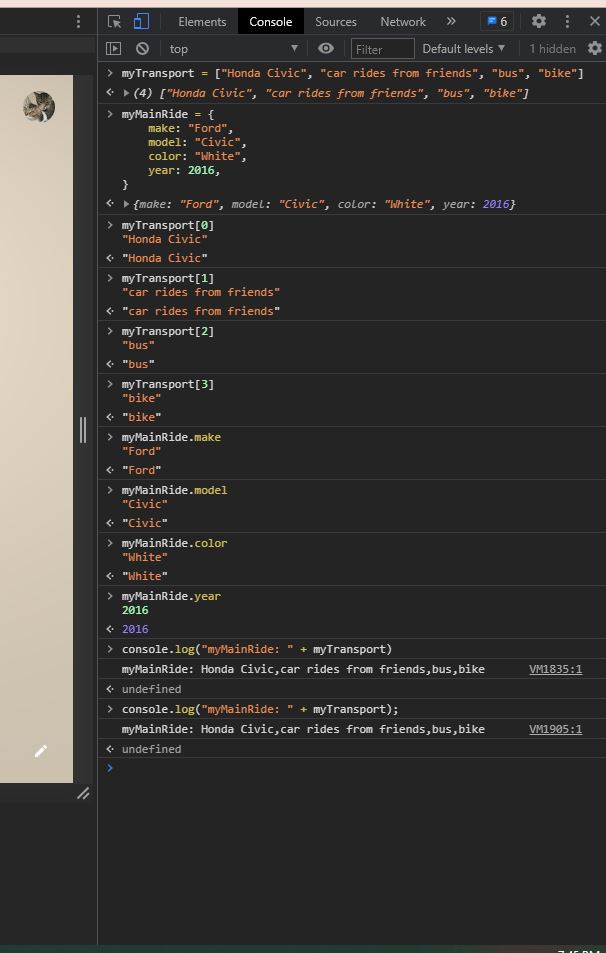 Elements Console Sources Network » 6
top Filter Default levels ▼ 1 hidden
> myTransport = ["Honda Civic", "car rides from friends", "bus", "bike"]
(4) ["Honda Civic", "car rides from friends", "bus", "bike"]
> myMainRide = {
make: "Ford",
model: "Civic",
color: "White",
year: 2016,
}
{make: "Ford", model: "Civic", color: "White", year: 2016}
> myTransport[0]
"Honda Civic"
"Honda Civic"
> myTransport[1]
"car rides from friends"
"car rides from friends"
> myTransport[2]
"bus"
"bus"
> myTransport[3]
"bike"
"bike"
> myMainRide.make
"Ford"
"Ford"
> myMainRide.model
"Civic"
"Civic"
> myMainRide.color
"White"
"White"
> myMainRide.year
2016
2016
> console.log("myMainRide: " + myTransport)
myMainRide: Honda Civic,car rides from friends,bus,bike VM1835:1
undefined
> console.log("myMainRide: " + myTransport);
myMainRide: Honda Civic,car rides from friends,bus,bike VM1905:1
undefined
>